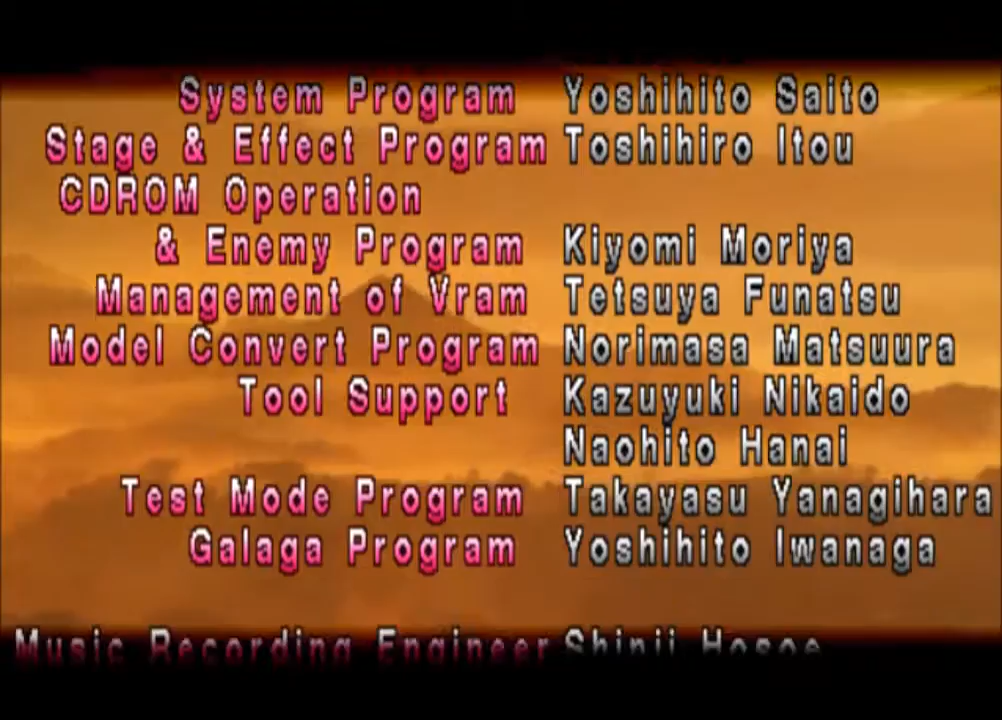 System Program Yoshihito Saito
Stage & Effect Program Toshihiro Itou
CDROM Operation
& Enemy Program Kiyomi Moriya
Management of Vram Tetsuya Funatsu
Model Convert Program Norimasa Matsuura
Tool Support Kazuyuki Nikaido
Naohito Hanai
Test Mode Program Takayasu Yanagihara
Galaga Program Yoshihito Iwanaga
Music Recording Engineer Shinji Hosoe